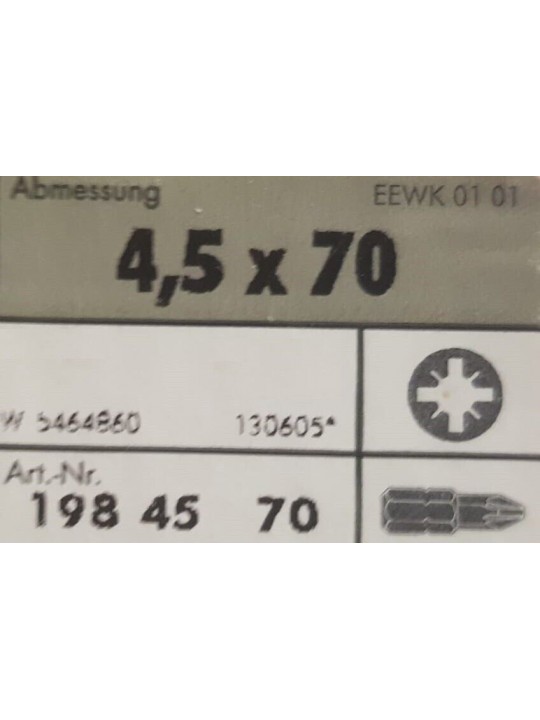 Abmessung EEWK 01 01
4,5 x 70
W 5464860 130605*
Art.-Nr.
198 45 70